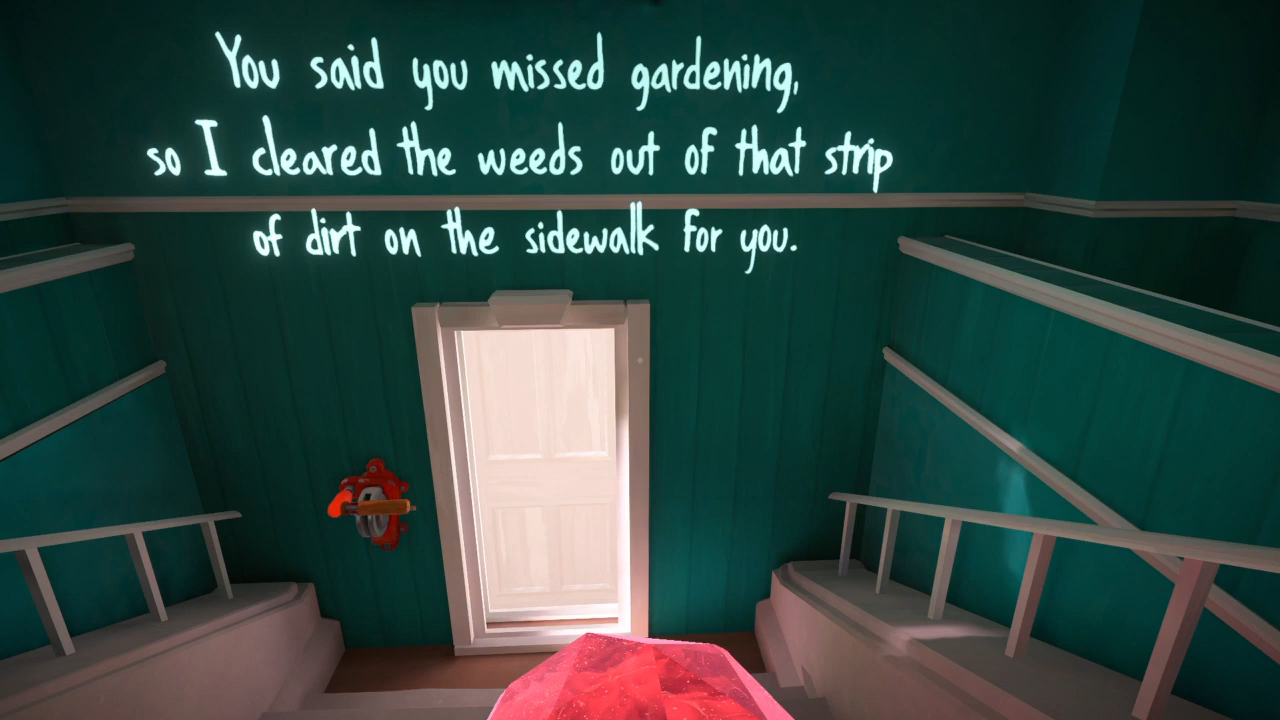 You said you missed gardening,
so I cleared the weeds out of that strip
of dirt on the sidewalk for you.